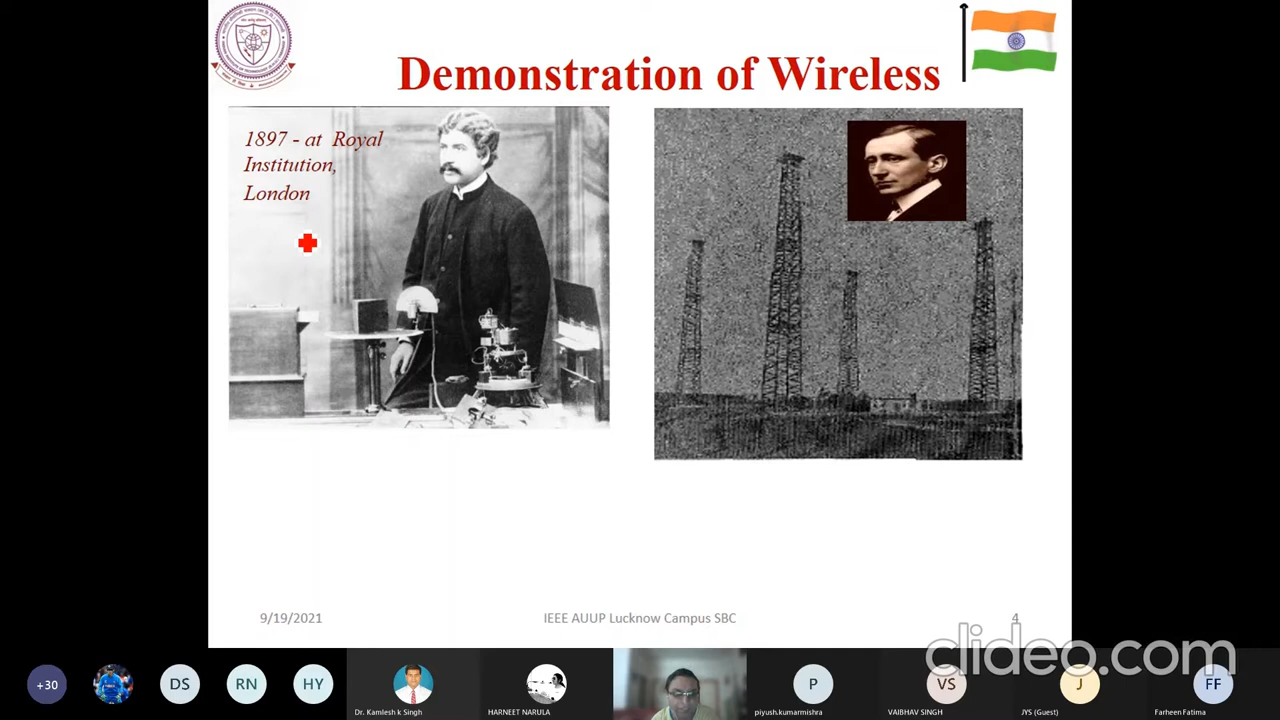 Demonstration of Wireless
1897 - at Royal
Institution,
London
9/19/2021
IEEE AUUP Lucknow Campus SBC
4
clideo.com
+30
DS
RN
HY
P
VS
J
FF
Dr. Kamlesh k Singh
HARNEET NARULA
piyush.kumarmishra
VAIBHAV SINGH
JYS (Guest)
Farheen Fatima